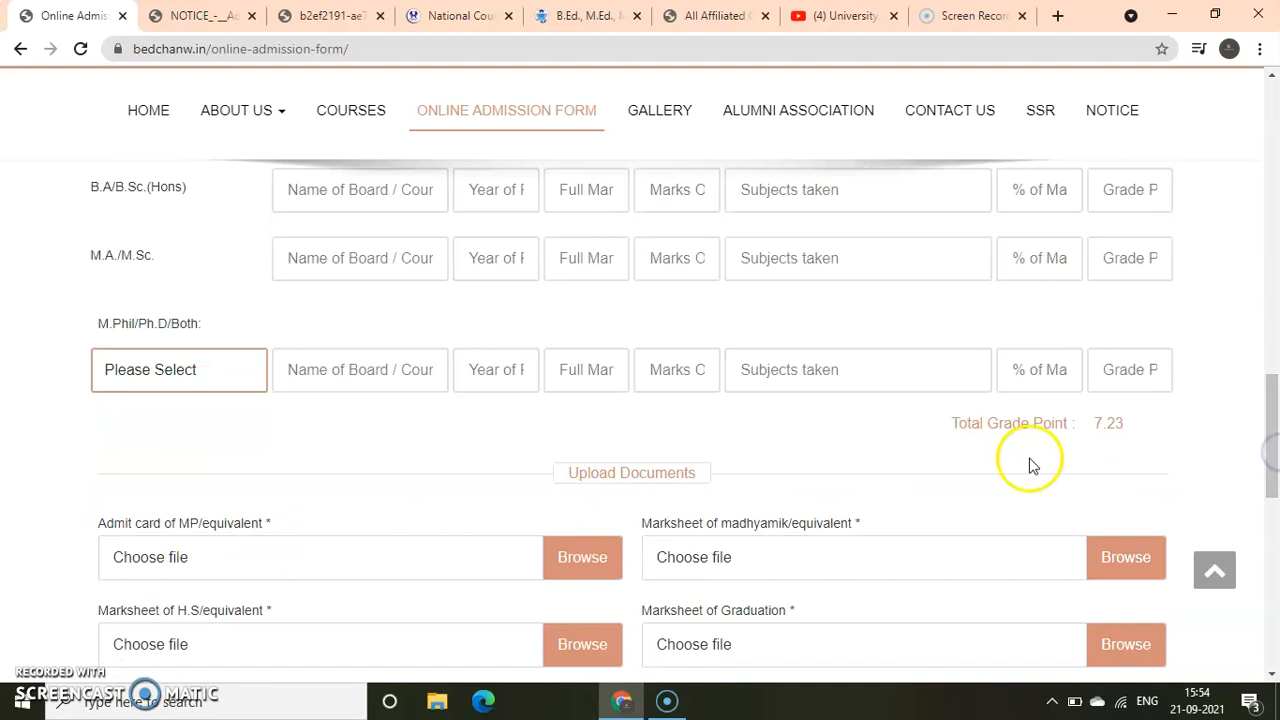 Online Admis
NOTICE_-_Ad
b2ef2191-ae7
National Cou
B.Ed., M.Ed., M
All Affiliated C
(4) University
Screen Record
bedchanw.in/online-admission-form/
HOME
ABOUT US
COURSES
ONLINE ADMISSION FORM
GALLERY
ALUMNI ASSOCIATION
CONTACT US
SSR
NOTICE
B.A/B.Sc.(Hons)
Name of Board / Cour
Year of F
Full Mar
Marks O
Subjects taken
% of Ma
Grade P
M.A./M.Sc.
Name of Board / Cour
Year of F
Full Mar
Marks O
Subjects taken
% of Ma
Grade P
M.Phil/Ph.D/Both:
Please Select
Name of Board / Cour
Year of F
Full Mar
Marks O
Subjects taken
% of Ma
Grade P
Total Grade Point : 7.23
Upload Documents
Admit card of MP/equivalent *
Marksheet of madhyamik/equivalent *
Choose file
Browse
Choose file
Browse
Marksheet of H.S/equivalent *
Marksheet of Graduation *
Choose file
Browse
Choose file
Browse
RECORDED WITH
SCREENCAST MATIC
Type here to search
ENG
15:54
21-09-2021
3